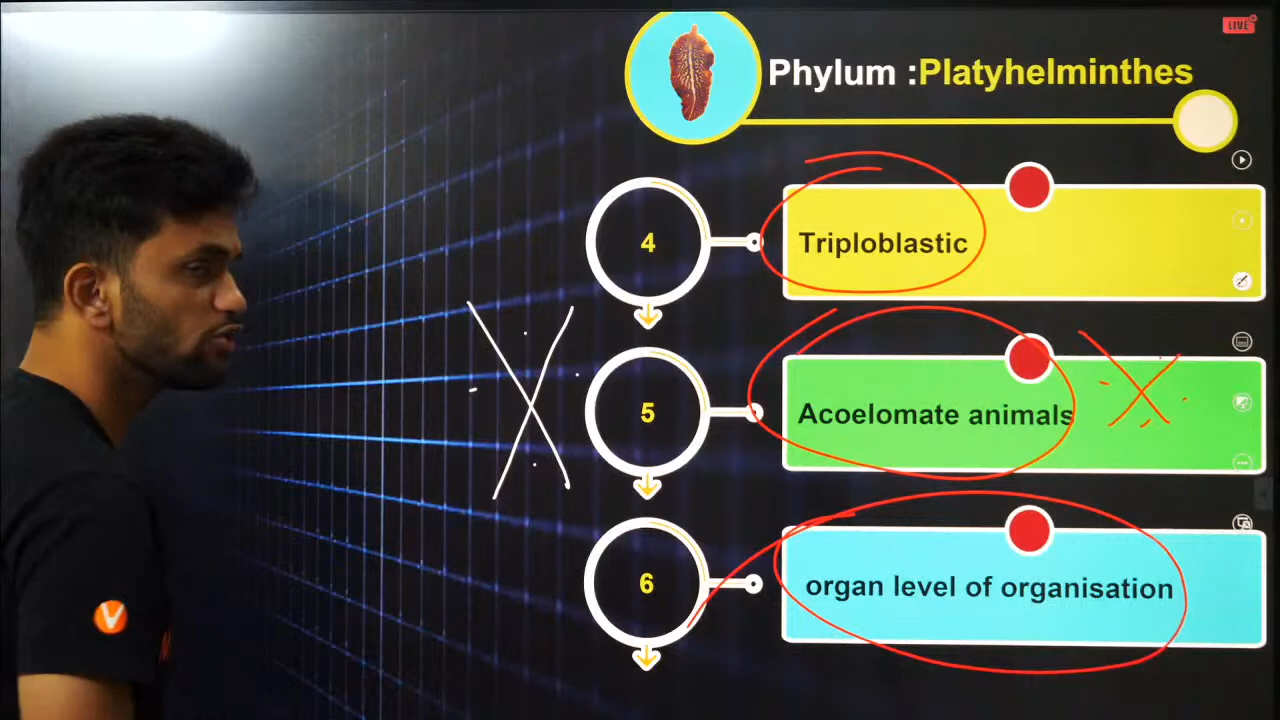 LIVE
Phylum :Platyhelminthes
4
Triploblastic
5
Acoelomate animals
6
organ level of organisation
V